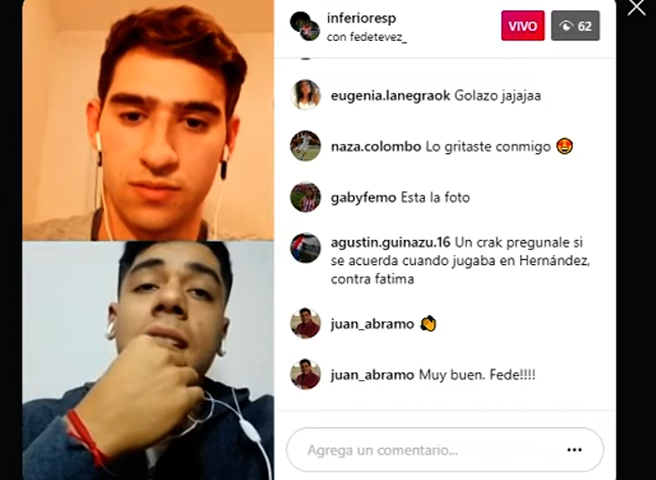 inferioresp
con fedetevez_
VIVO
62
eugenia.lanegraok Golazo jajajaa
naza.colombo Lo gritaste conmigo 🤩
gabyfemo Esta la foto
agustin.guinazu.16 Un crak pregunale si
se acuerda cuando jugaba en Hernández,
contra fatima
juan_abramo 👏
juan_abramo Muy buen. Fede!!!!
Agrega un comentario...